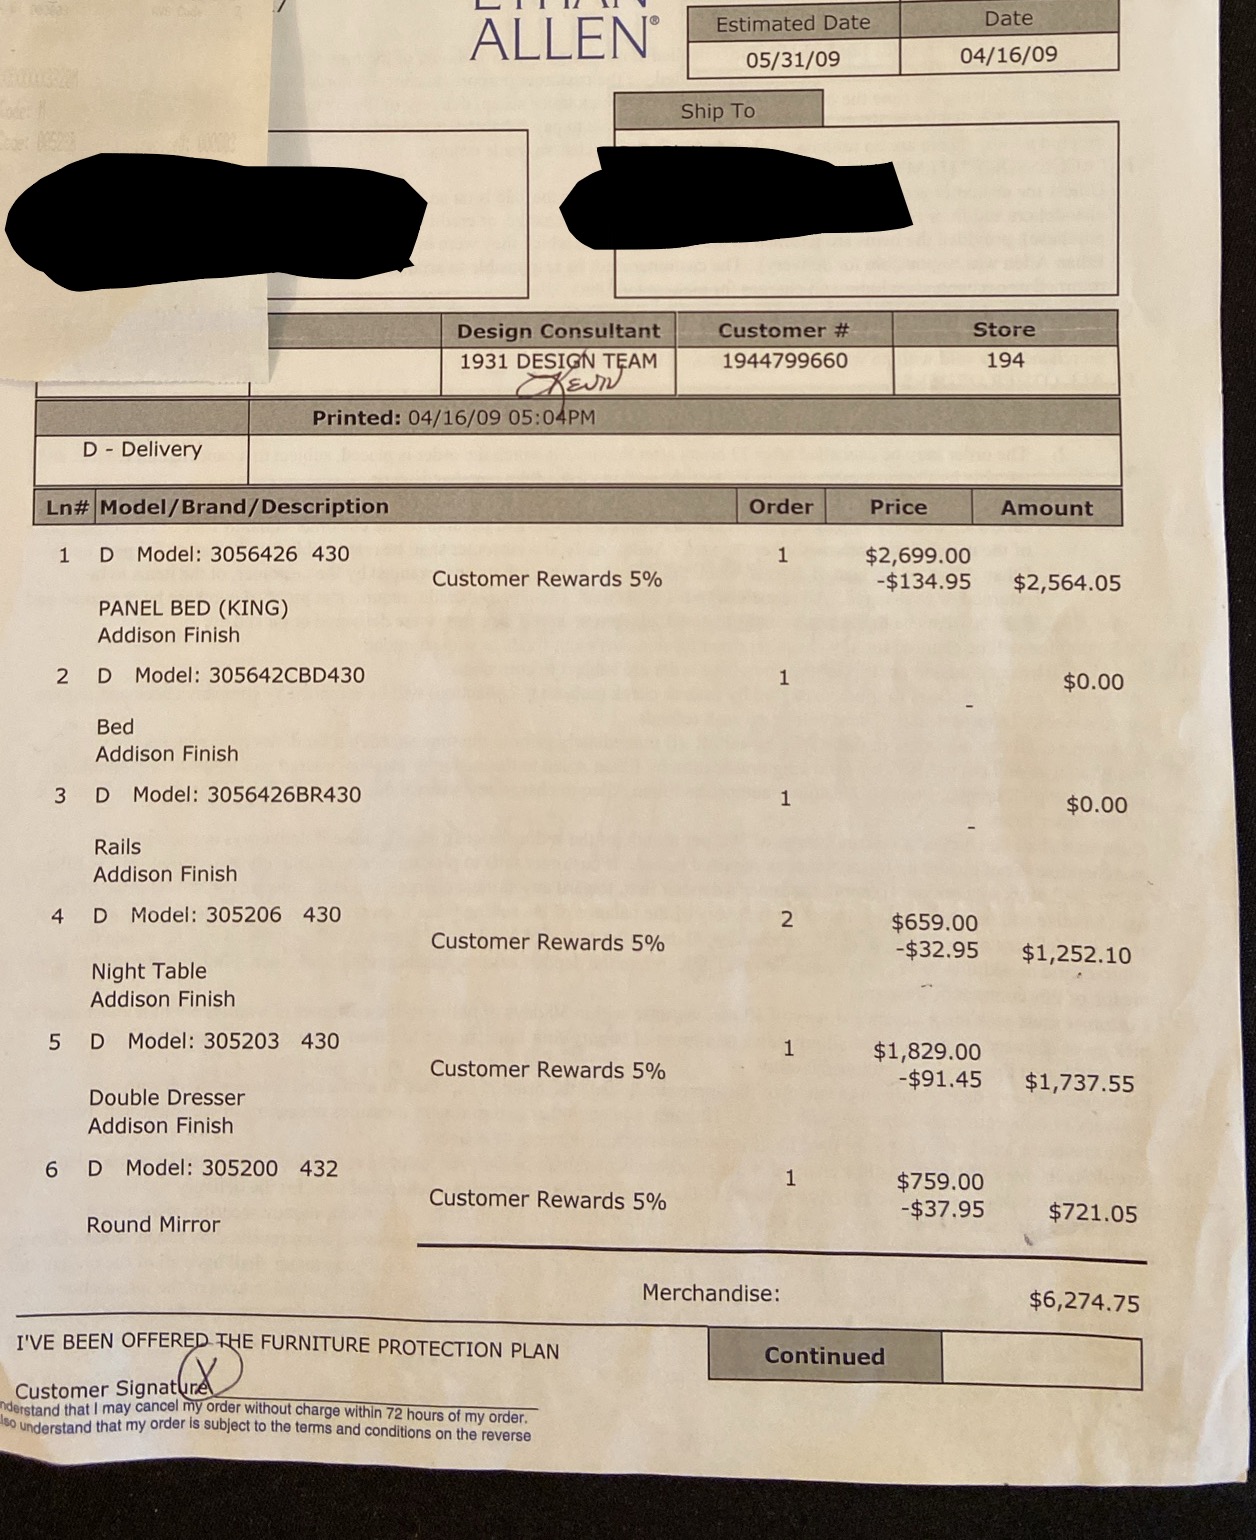 ALLEN®
Estimated Date Date
05/31/09 04/16/09
Ship To
Design Consultant Customer # Store
1931 DESIGN TEAM 1944799660 194
Kevin
Printed: 04/16/09 05:04PM
D - Delivery
Ln# Model/Brand/Description Order Price Amount
1 D Model: 3056426 430 1 $2,699.00
Customer Rewards 5% -$134.95 $2,564.05
PANEL BED (KING)
Addison Finish
2 D Model: 305642CBD430 1 $0.00
-
Bed
Addison Finish
3 D Model: 3056426BR430 1 $0.00
-
Rails
Addison Finish
4 D Model: 305206 430 2 $659.00
Customer Rewards 5% -$32.95 $1,252.10
Night Table
Addison Finish
5 D Model: 305203 430 1 $1,829.00
Customer Rewards 5% -$91.45 $1,737.55
Double Dresser
Addison Finish
6 D Model: 305200 432 1 $759.00
Customer Rewards 5% -$37.95 $721.05
Round Mirror
Merchandise: $6,274.75
I'VE BEEN OFFERED THE FURNITURE PROTECTION PLAN
Continued
X
Customer Signature
nderstand that I may cancel my order without charge within 72 hours of my order.
lso understand that my order is subject to the terms and conditions on the reverse